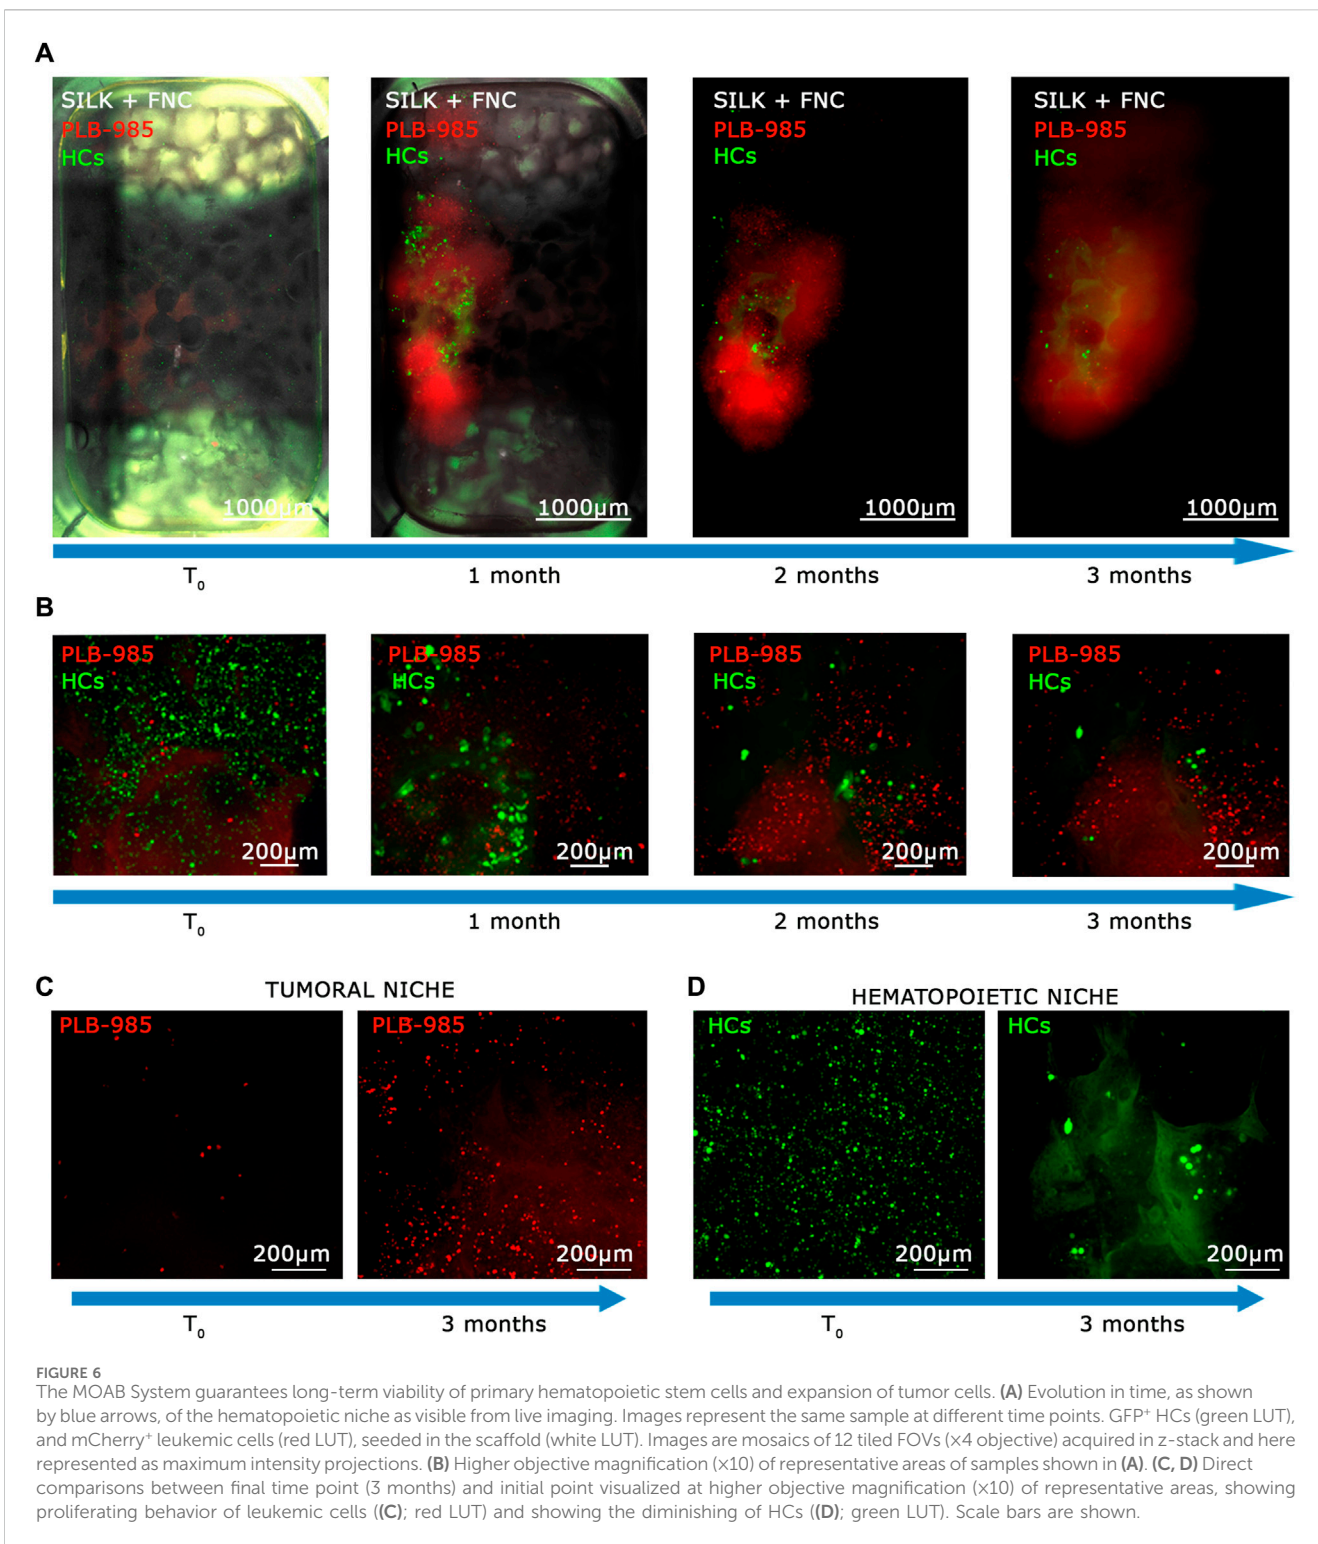 A
SILK + FNC
PLB-985
HCs
1000µm
SILK + FNC
PLB-985
HCs
1000µm
SILK + FNC
PLB-985
HCs
1000µm
SILK + FNC
PLB-985
HCs
1000µm
T0
1 month
2 months
3 months
B
PLB-985
HCs
200µm
PLB-985
HCs
200µm
PLB-985
HCs
200µm
PLB-985
HCs
200µm
T0
1 month
2 months
3 months
C
TUMORAL NICHE
PLB-985
200µm
PLB-985
200µm
T0
3 months
D
HEMATOPOIETIC NICHE
HCs
200µm
HCs
200µm
T0
3 months
FIGURE 6
The MOAB System guarantees long-term viability of primary hematopoietic stem cells and expansion of tumor cells. (A) Evolution in time, as shown
by blue arrows, of the hematopoietic niche as visible from live imaging. Images represent the same sample at different time points. GFP⁺ HCs (green LUT),
and mCherry⁺ leukemic cells (red LUT), seeded in the scaffold (white LUT). Images are mosaics of 12 tiled FOVs (×4 objective) acquired in z-stack and here
represented as maximum intensity projections. (B) Higher objective magnification (×10) of representative areas of samples shown in (A). (C, D) Direct
comparisons between final time point (3 months) and initial point visualized at higher objective magnification (×10) of representative areas, showing
proliferating behavior of leukemic cells ((C); red LUT) and showing the diminishing of HCs ((D); green LUT). Scale bars are shown.